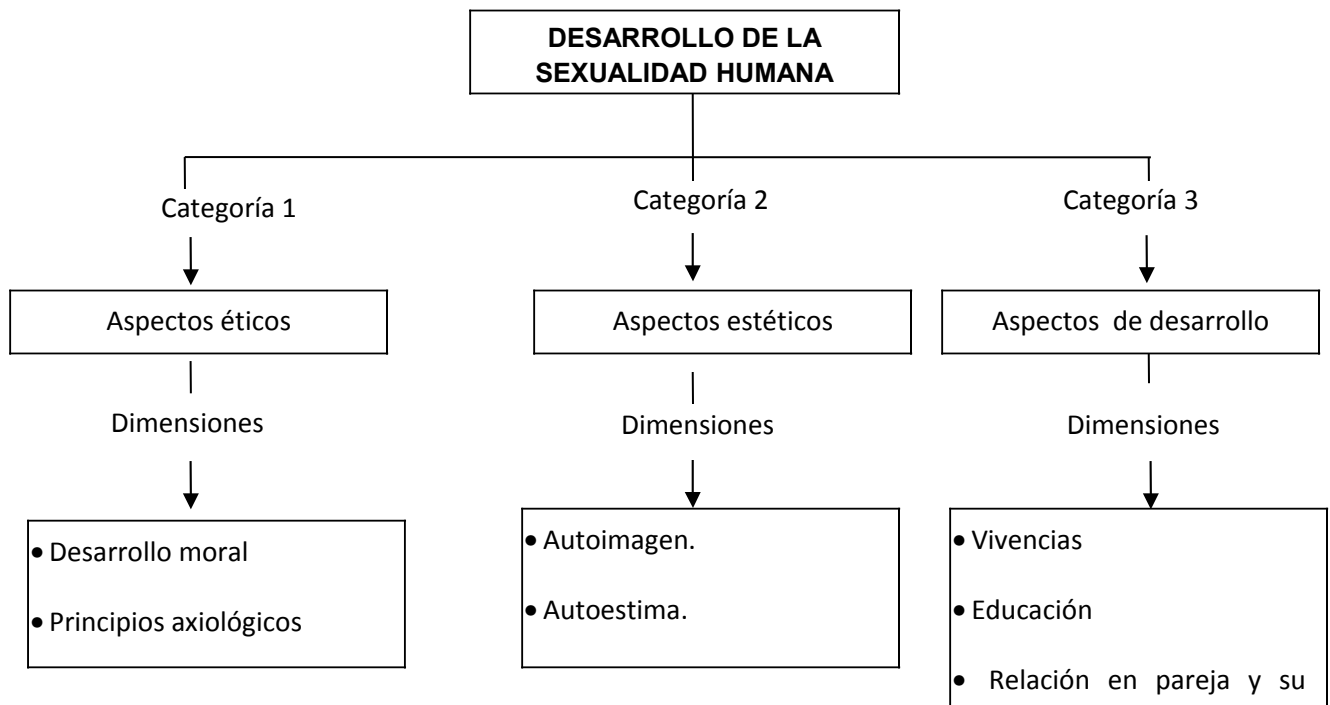 DESARROLLO DE LA
SEXUALIDAD HUMANA
Categoría 1
Categoría 2
Categoría 3
Aspectos éticos
Aspectos estéticos
Aspectos de desarrollo
Dimensiones
Dimensiones
Dimensiones
• Desarrollo moral
• Principios axiológicos
• Autoimagen.
• Autoestima.
• Vivencias
• Educación
• Relación en pareja y su